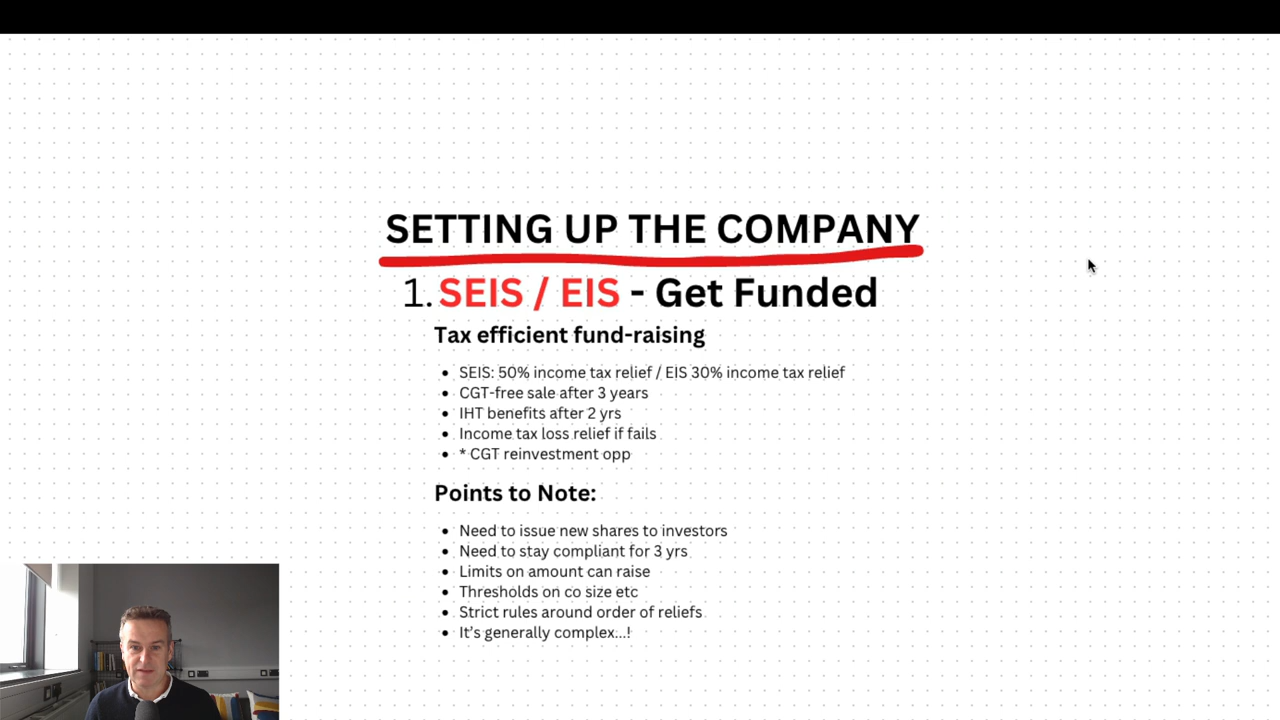 SETTING UP THE COMPANY
1. SEIS / EIS - Get Funded
Tax efficient fund-raising
• SEIS: 50% income tax relief / EIS 30% income tax relief
• CGT-free sale after 3 years
• IHT benefits after 2 yrs
• Income tax loss relief if fails
• * CGT reinvestment opp
Points to Note:
• Need to issue new shares to investors
• Need to stay compliant for 3 yrs
• Limits on amount can raise
• Thresholds on co size etc
• Strict rules around order of reliefs
• It's generally complex...!